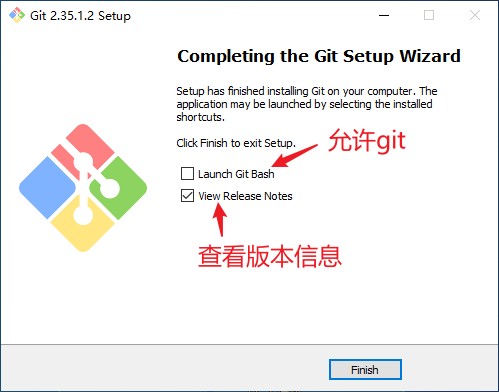 Git 2.35.1.2 Setup
Completing the Git Setup Wizard
Setup has finished installing Git on your computer. The
application may be launched by selecting the installed
shortcuts.
Click Finish to exit Setup.
允许git
Launch Git Bash
View Release Notes
查看版本信息
Finish